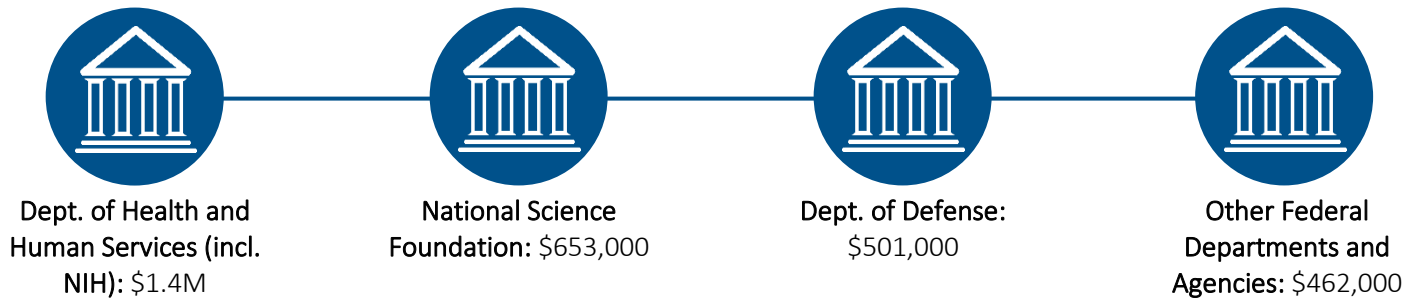 Dept. of Health and
Human Services (incl.
NIH): $1.4M
National Science
Foundation: $653,000
Dept. of Defense:
$501,000
Other Federal
Departments and
Agencies: $462,000